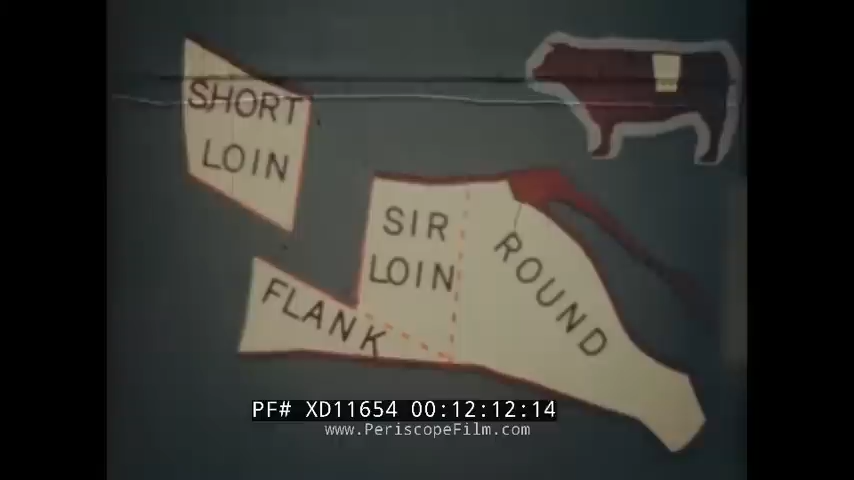 SHORT
LOIN
SIR
LOIN
FLANK
ROUND
PF# XD11654 00:12:12:14
www.PeriscopeFilm.com